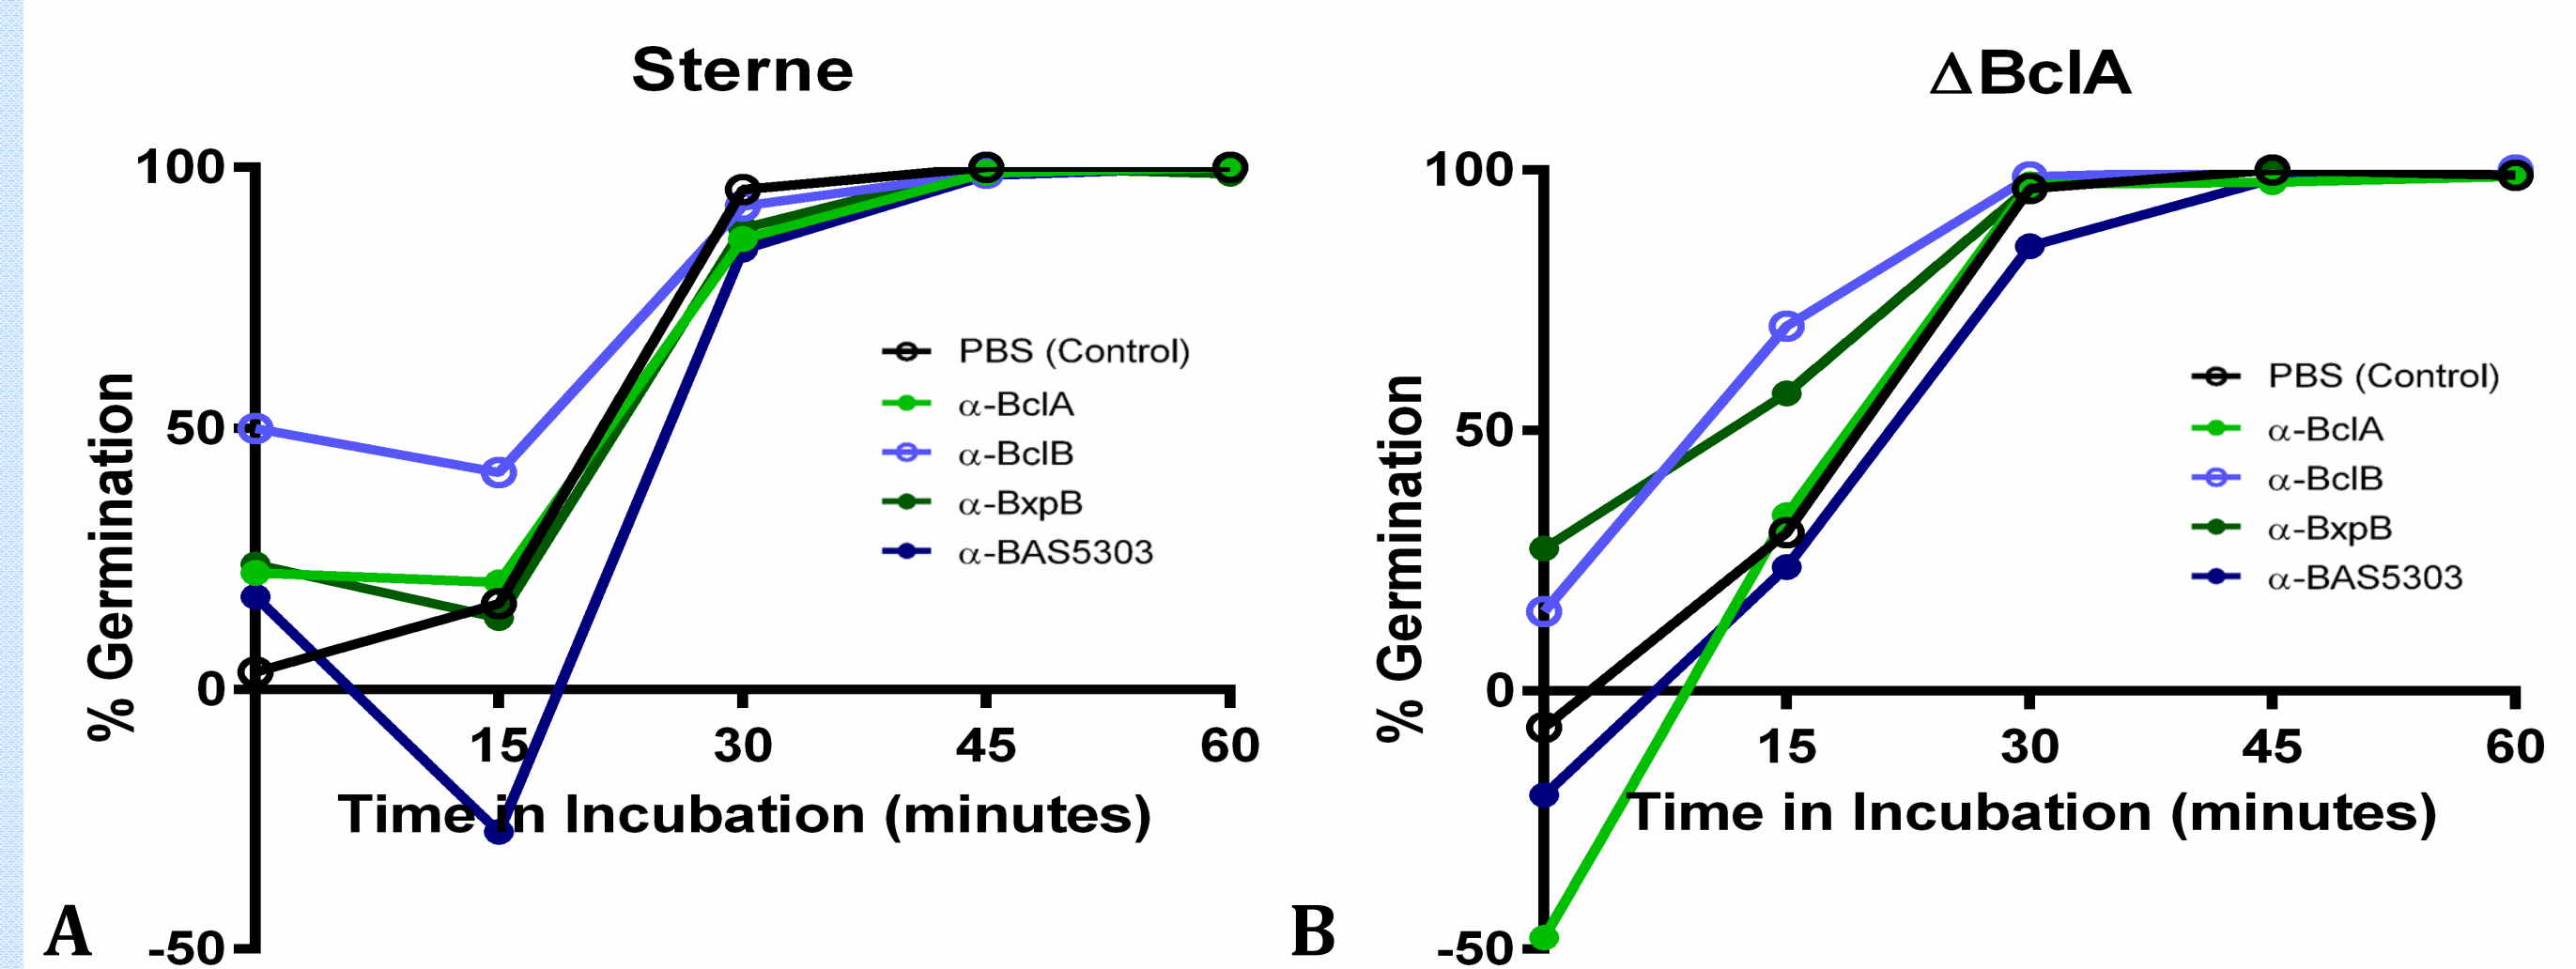 Sterne
100
50
0
-50
% Germination
15 30 45 60
Time in Incubation (minutes)
PBS (Control)
α-BclA
α-BclB
α-BxpB
α-BAS5303
A
ΔBclA
100
50
0
-50
% Germination
15 30 45 60
Time in Incubation (minutes)
PBS (Control)
α-BclA
α-BclB
α-BxpB
α-BAS5303
B